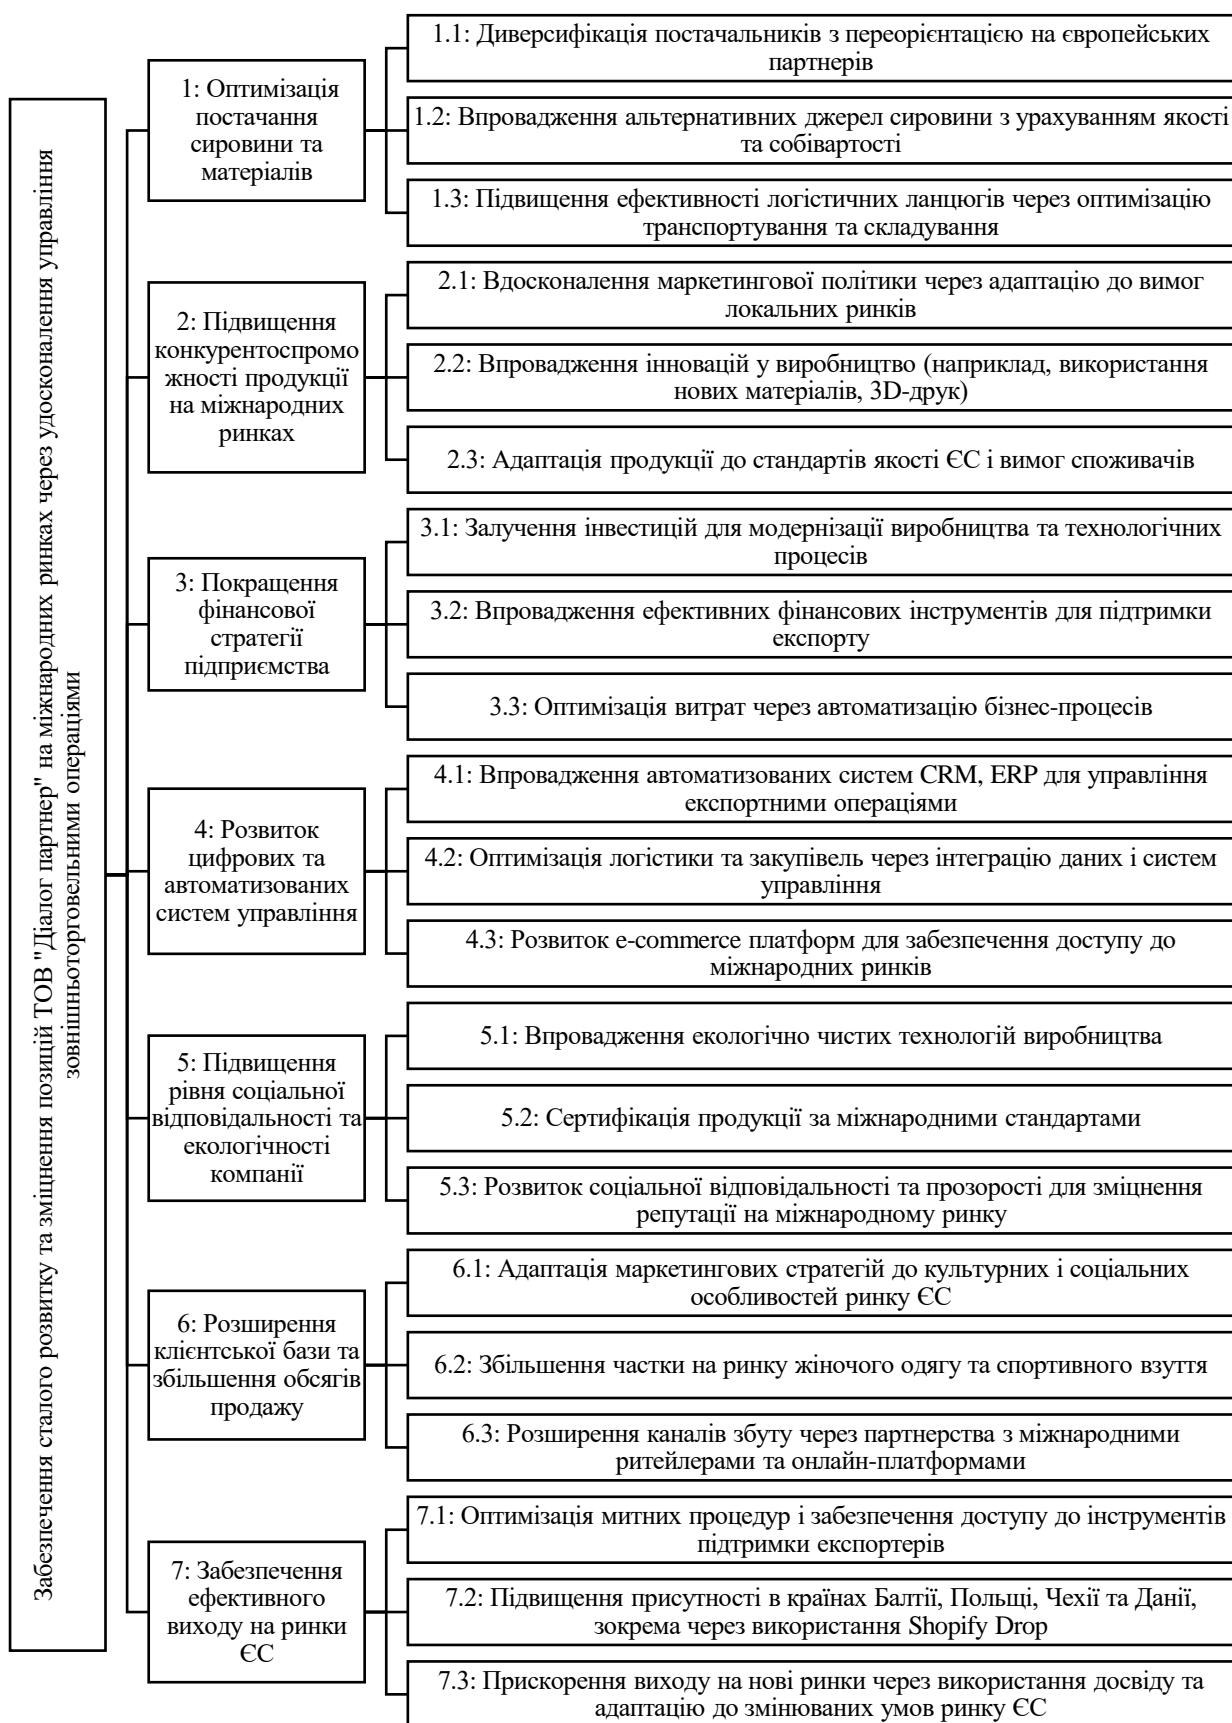 Забезпечення сталого розвитку та зміцнення позицій ТОВ "Діалог партнер" на міжнародних ринках через удосконалення управління
зовнішньоторговельними операціями
1: Оптимізація
постачання
сировини та
матеріалів
1.1: Диверсифікація постачальників з переорієнтацією на європейських
партнерів
1.2: Впровадження альтернативних джерел сировини з урахуванням якості
та собівартості
1.3: Підвищення ефективності логістичних ланцюгів через оптимізацію
транспортування та складування
2: Підвищення
конкурентоспромо
жності продукції
на міжнародних
ринках
2.1: Вдосконалення маркетингової політики через адаптацію до вимог
локальних ринків
2.2: Впровадження інновацій у виробництво (наприклад, використання
нових матеріалів, 3D-друк)
2.3: Адаптація продукції до стандартів якості ЄС і вимог споживачів
3: Покращення
фінансової
стратегії
підприємства
3.1: Залучення інвестицій для модернізації виробництва та технологічних
процесів
3.2: Впровадження ефективних фінансових інструментів для підтримки
експорту
3.3: Оптимізація витрат через автоматизацію бізнес-процесів
4: Розвиток
цифрових та
автоматизованих
систем управління
4.1: Впровадження автоматизованих систем CRM, ERP для управління
експортними операціями
4.2: Оптимізація логістики та закупівель через інтеграцію даних і систем
управління
4.3: Розвиток e-commerce платформ для забезпечення доступу до
міжнародних ринків
5: Підвищення
рівня соціальної
відповідальності та
екологічності
компанії
5.1: Впровадження екологічно чистих технологій виробництва
5.2: Сертифікація продукції за міжнародними стандартами
5.3: Розвиток соціальної відповідальності та прозорості для зміцнення
репутації на міжнародному ринку
6: Розширення
клієнтської бази та
збільшення обсягів
продажу
6.1: Адаптація маркетингових стратегій до культурних і соціальних
особливостей ринку ЄС
6.2: Збільшення частки на ринку жіночого одягу та спортивного взуття
6.3: Розширення каналів збуту через партнерства з міжнародними
ритейлерами та онлайн-платформами
7: Забезпечення
ефективного
виходу на ринки
ЄС
7.1: Оптимізація митних процедур і забезпечення доступу до інструментів
підтримки експортерів
7.2: Підвищення присутності в країнах Балтії, Польщі, Чехії та Данії,
зокрема через використання Shopify Drop
7.3: Прискорення виходу на нові ринки через використання досвіду та
адаптацію до змінюваних умов ринку ЄС